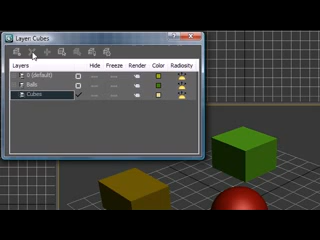 Layer: Cubes
Layers Hide Freeze Render Color Radiosity
0 (default)
Balls
Cubes